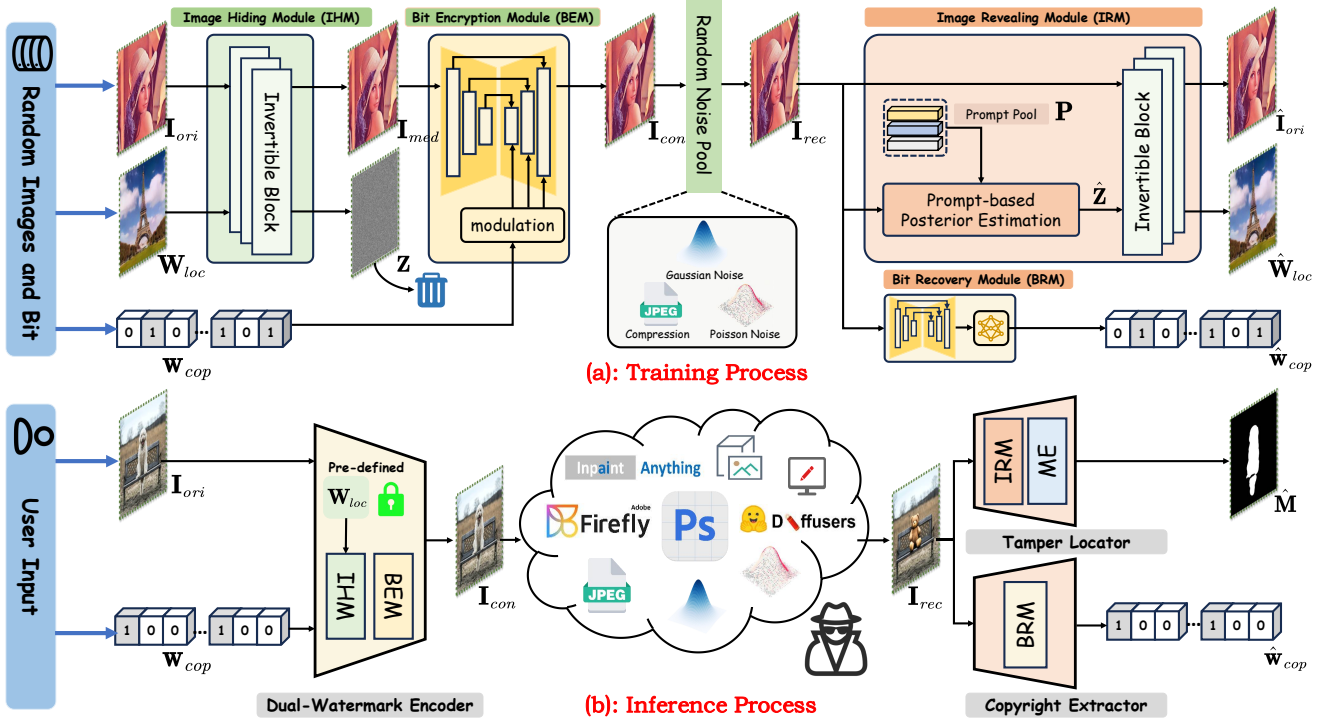 Image Hiding Module (IHM)
Bit Encryption Module (BEM)
Image Revealing Module (IRM)
Random Images and Bit
I_ori
W_loc
Invertible Block
I_med
Z
modulation
I_con
Random Noise Pool
I_rec
Prompt Pool
P
Prompt-based
Posterior Estimation
Ẑ
Invertible Block
Î_ori
Ŵ_loc
Gaussian Noise
JPEG
Compression
Poisson Noise
Bit Recovery Module (BRM)
0 1 0 ... 1 0 1
w_cop
0 1 0 ... 1 0 1
ŵ_cop
(a): Training Process
User Input
I_ori
Pre-defined
W_loc
IHM
BEM
1 0 0 ... 1 0 0
w_cop
Dual-Watermark Encoder
I_con
Inpaint Anything
Adobe
Firefly
Ps
Diffusers
JPEG
(b): Inference Process
I_rec
IRM
ME
Tamper Locator
M̂
BRM
1 0 0 ... 1 0 0
ŵ_cop
Copyright Extractor